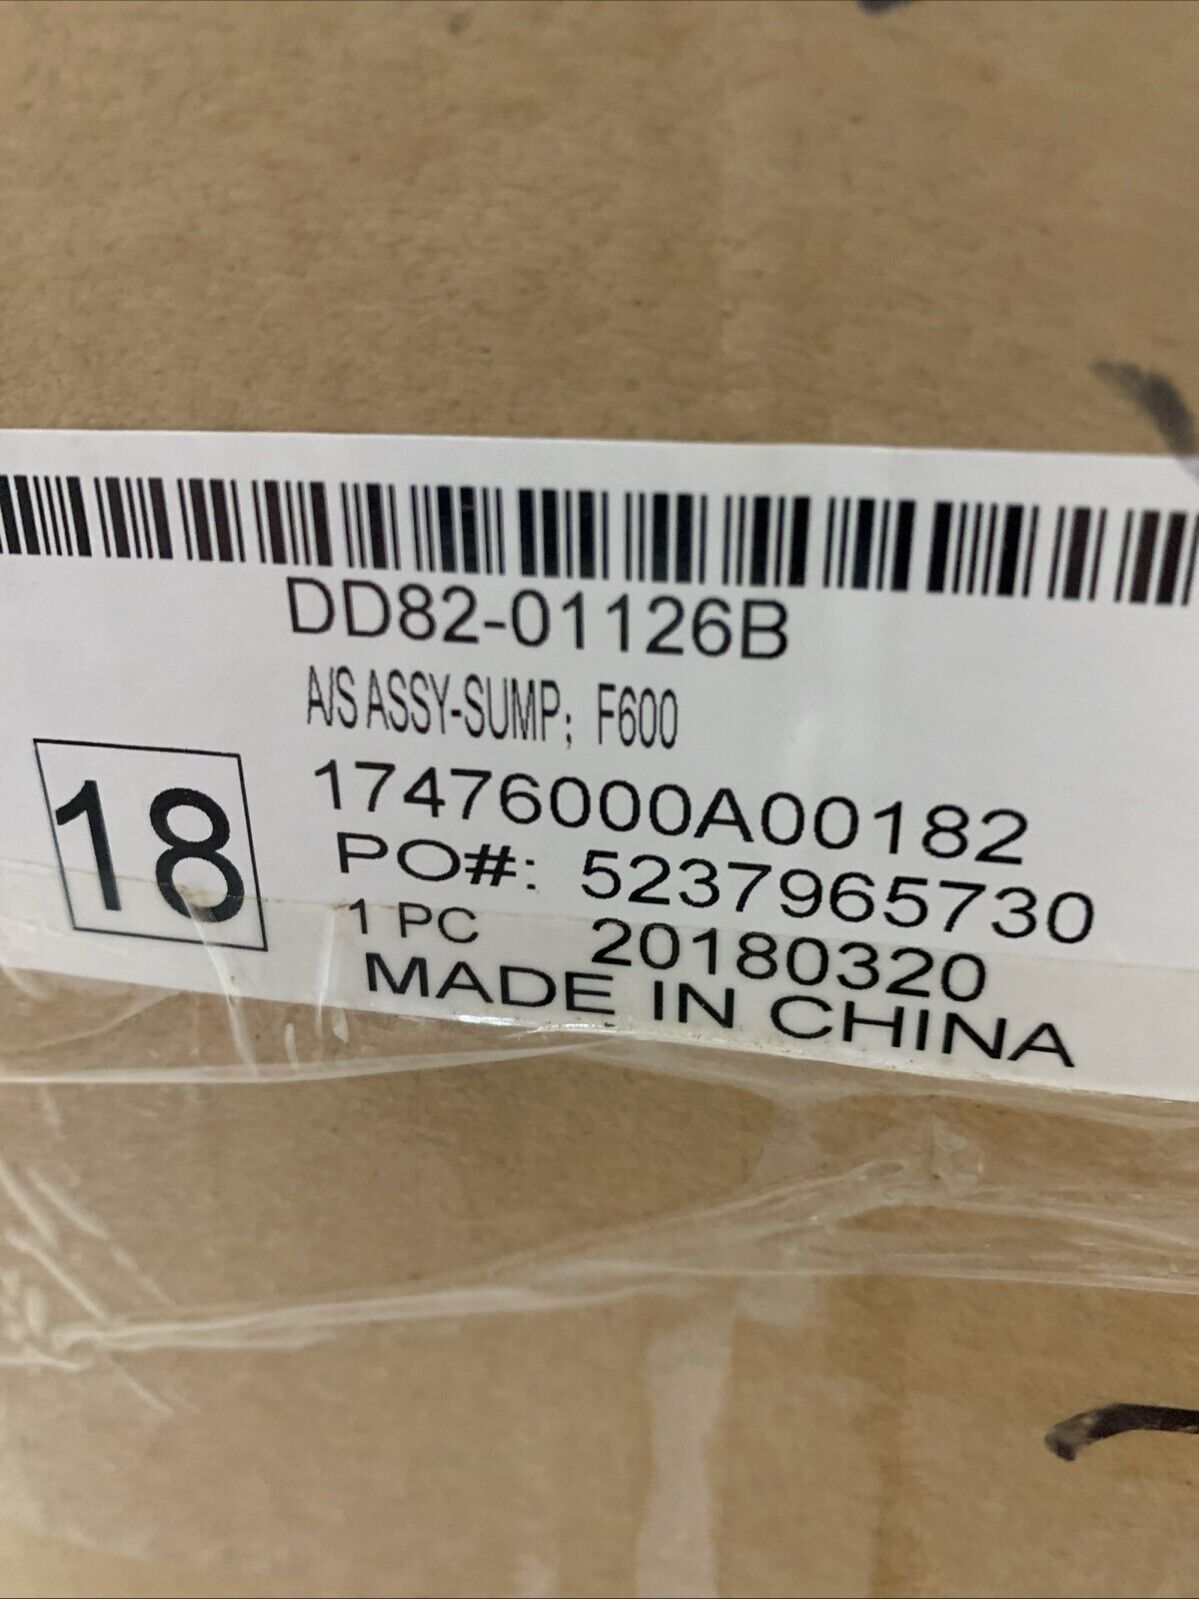 DD82-01126B
A/S ASSY-SUMP; F600
18
17476000A00182
PO#: 5237965730
1 PC 20180320
MADE IN CHINA